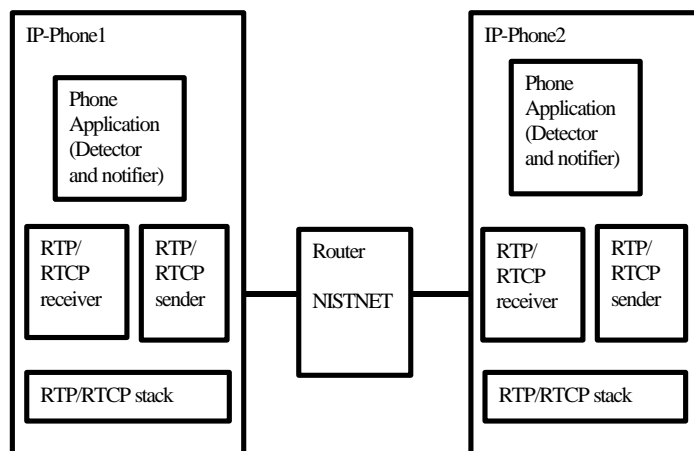 IP-Phone1
Phone
Application
(Detector
and notifier)
RTP/
RTCP
receiver
RTP/
RTCP
sender
RTP/RTCP stack
Router
NISTNET
IP-Phone2
Phone
Application
(Detector
and notifier)
RTP/
RTCP
receiver
RTP/
RTCP
sender
RTP/RTCP stack